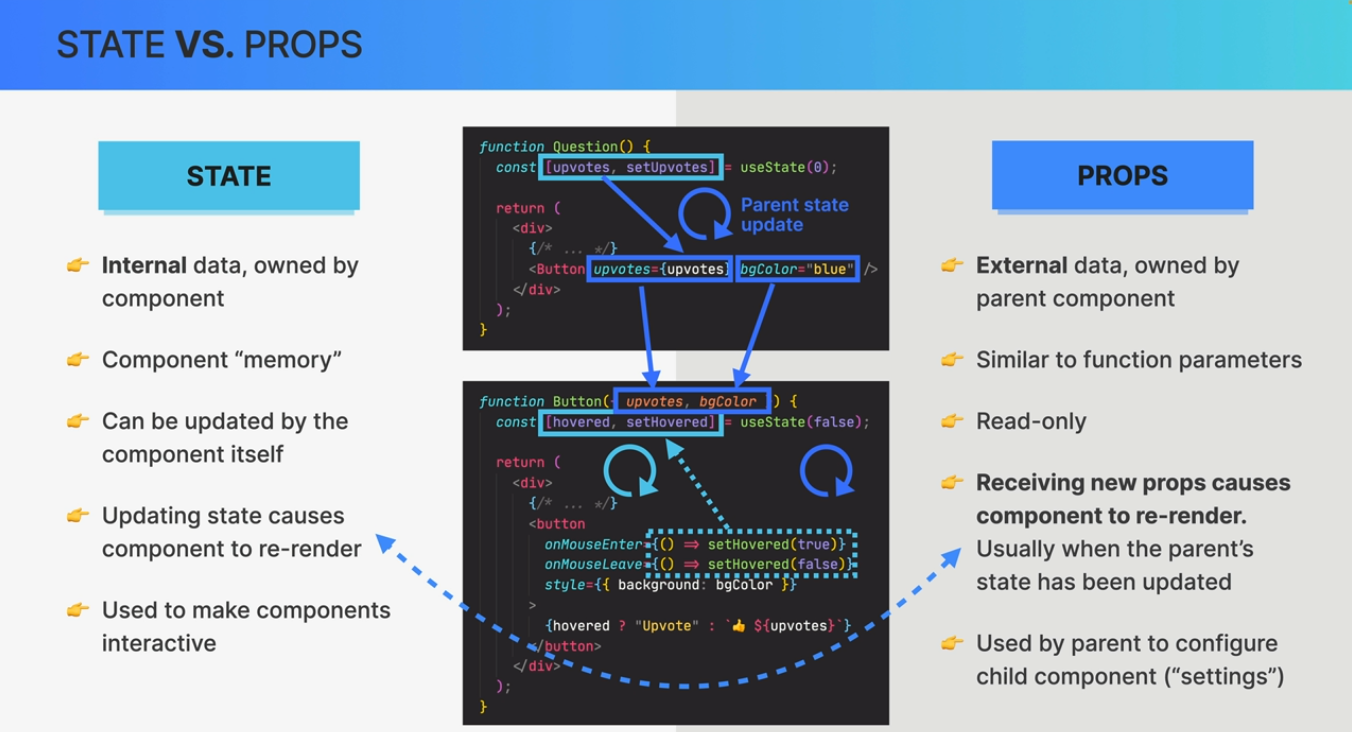 STATE VS. PROPS
STATE
👉 Internal data, owned by
component
👉 Component “memory”
👉 Can be updated by the
component itself
👉 Updating state causes
component to re-render
👉 Used to make components
interactive
function Question() {
const [upvotes, setUpvotes] = useState(0);
return (
<div>
{/* ... */}
<Button upvotes={upvotes} bgColor="blue" />
</div>
);
}
Parent state
update
function Button({ upvotes, bgColor }) {
const [hovered, setHovered] = useState(false);
return (
<div>
{/* ... */}
<button
onMouseEnter={() => setHovered(true)}
onMouseLeave={() => setHovered(false)}
style={{ background: bgColor }}
>
{hovered ? "Upvote" : `👍 ${upvotes}`}
</button>
</div>
);
}
PROPS
👉 External data, owned by
parent component
👉 Similar to function parameters
👉 Read-only
👉 Receiving new props causes
component to re-render.
Usually when the parent’s
state has been updated
👉 Used by parent to configure
child component (“settings”)